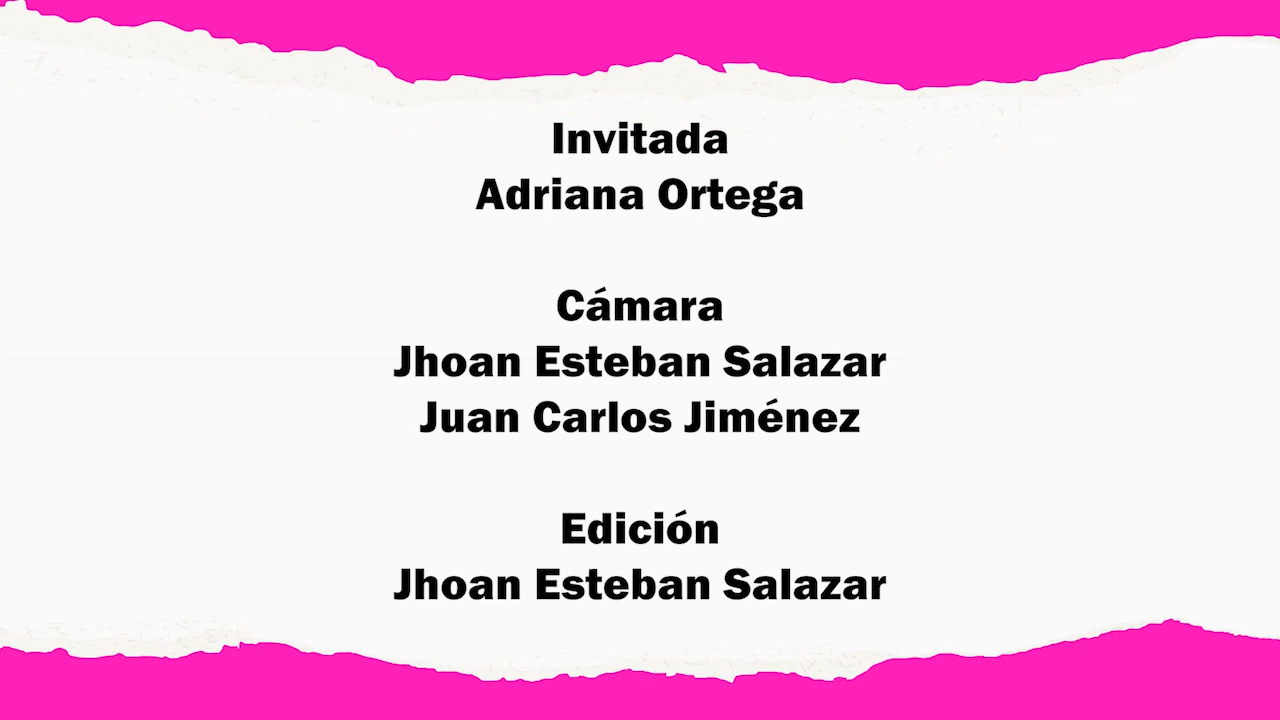 Invitada
Adriana Ortega
Cámara
Jhoan Esteban Salazar
Juan Carlos Jiménez
Edición
Jhoan Esteban Salazar